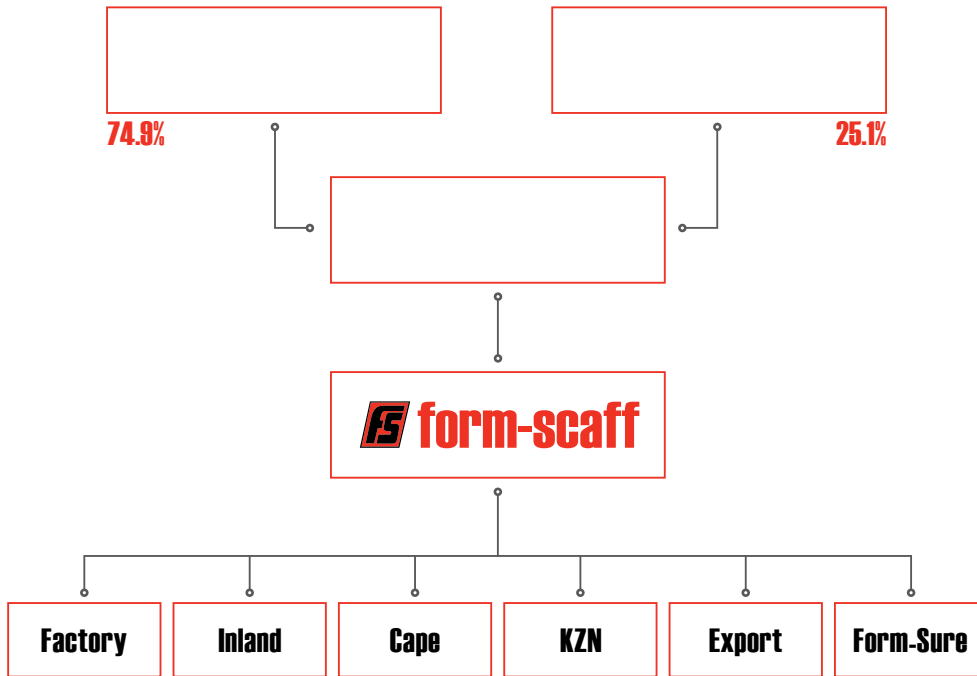 74.9%
25.1%
FS form-scaff
Factory
Inland
Cape
KZN
Export
Form-Sure